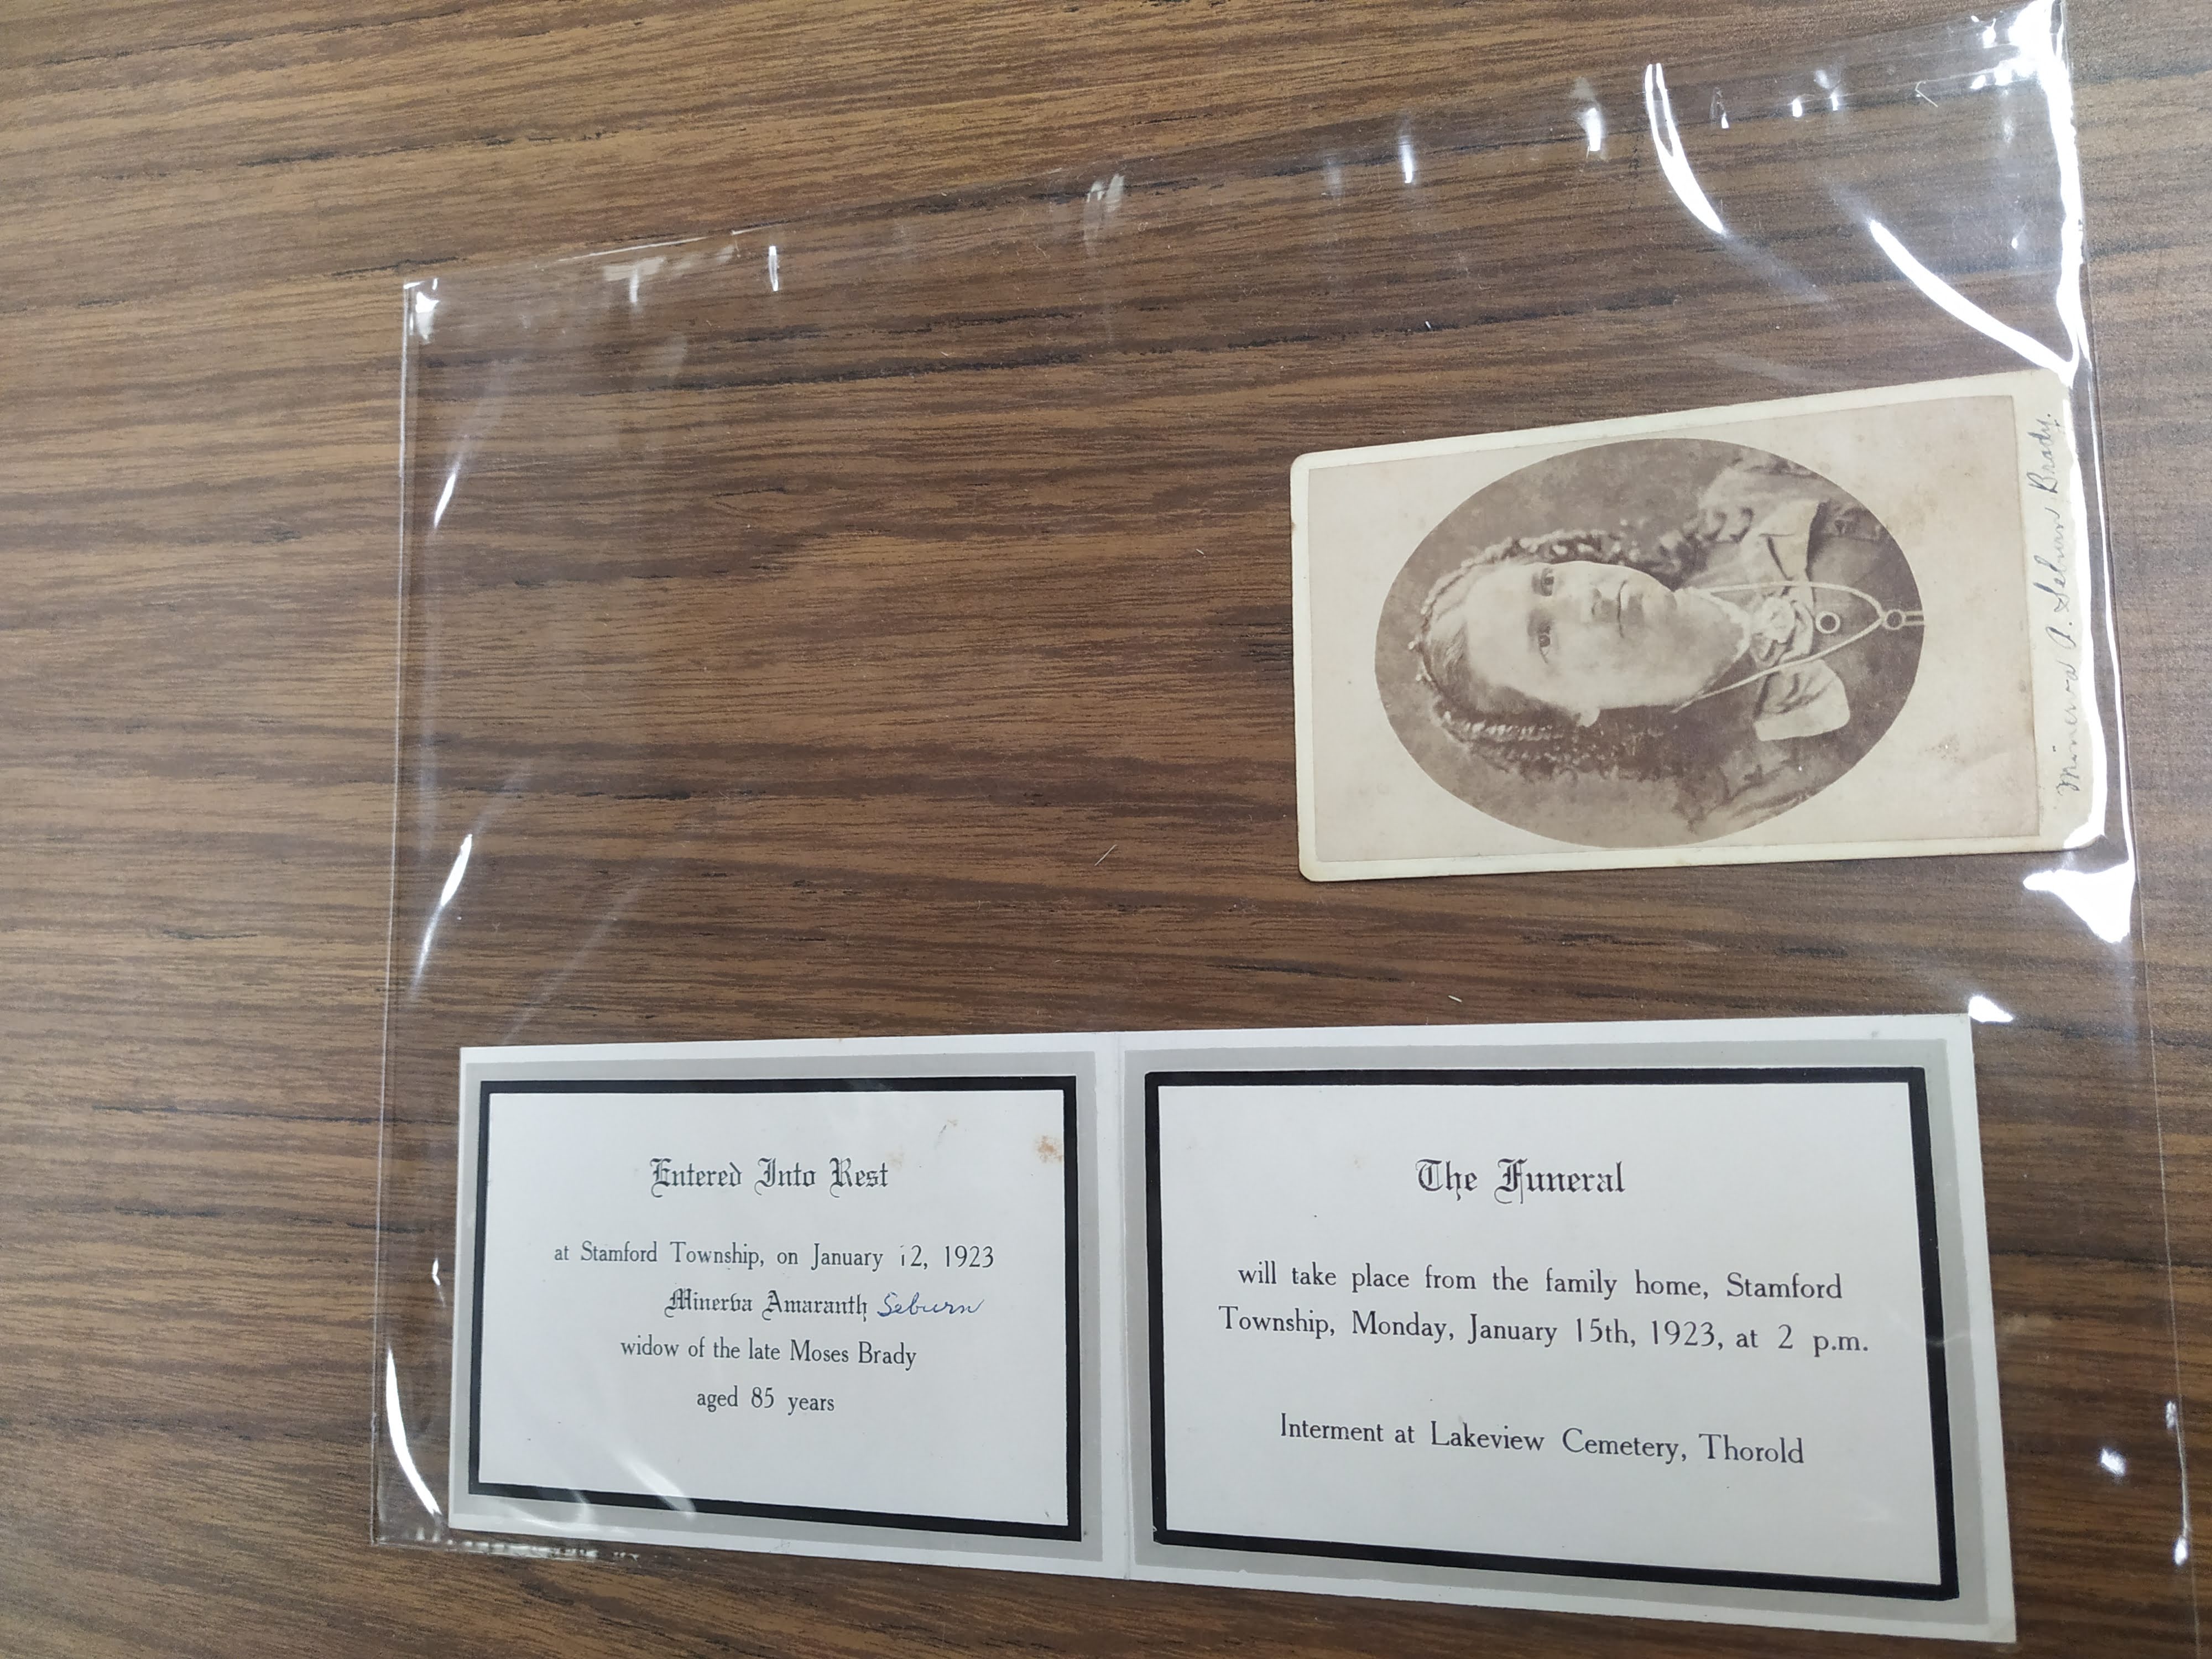 Entered Into Rest
at Stamford Township, on January 12, 1923
Minerva Amaranth Seburn
widow of the late Moses Brady
aged 85 years
The Funeral
will take place from the family home, Stamford
Township, Monday, January 15th, 1923, at 2 p.m.
Interment at Lakeview Cemetery, Thorold
Minerva A. Seburn Brady.